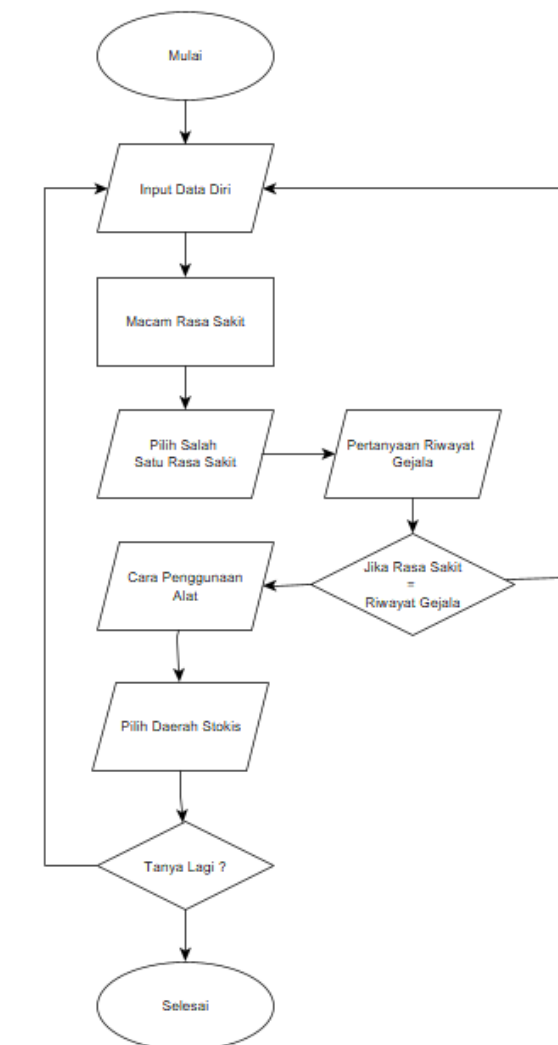 Mulai
Input Data Diri
Macam Rasa Sakit
Pilih Salah
Satu Rasa Sakit
Pertanyaan Riwayat
Gejala
Jika Rasa Sakit
=
Riwayat Gejala
Cara Penggunaan
Alat
Pilih Daerah Stokis
Tanya Lagi ?
Selesai